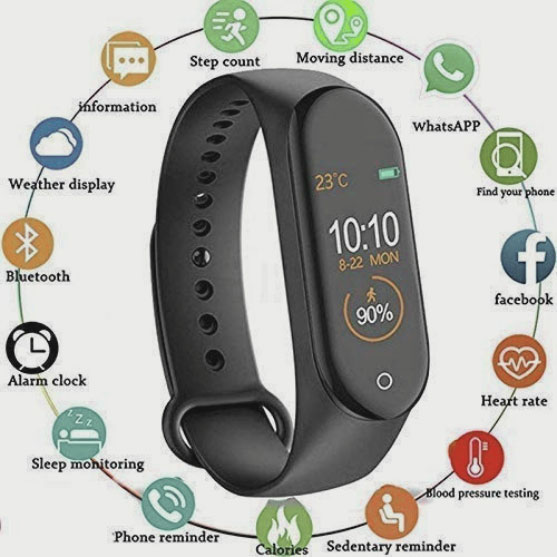 Step count
Moving distance
information
WhatsAPP
Weather display
Find your phone
23°C
10:10
8-22 MON
90%
Bluetooth
facebook
Alarm clock
Heart rate
zZZ
Sleep monitoring
Blood pressure testing
Phone reminder
Calories
Sedentary reminder